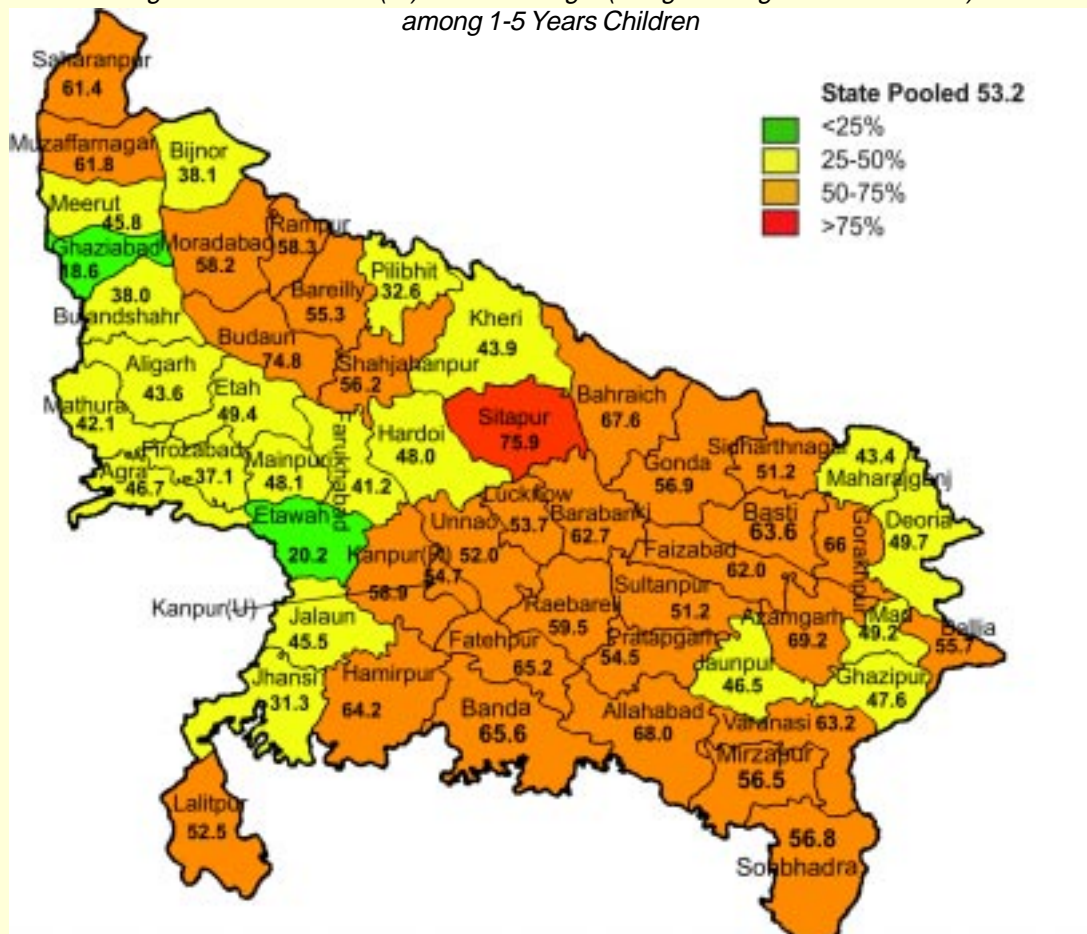 among 1-5 Years Children
State Pooled 53.2
<25%
25-50%
50-75%
>75%
Saharanpur
61.4
Muzaffarnagar
61.8
Bijnor
38.1
Meerut
45.8
Ghaziabad
18.6
Moradabad
58.2
Rampur
58.3
Pilibhit
32.6
38.0
Bulandshahr
Bareilly
55.3
Kheri
43.9
Budaun
74.8
Shahjahanpur
56.2
Aligarh
43.6
Etah
49.4
Mathura
42.1
Sitapur
75.9
Bahraich
67.6
Hardoi
48.0
Farukhabad
41.2
Firozabad
37.1
Mainpuri
48.1
Agra
46.7
Gonda
56.9
Sidharthnagar
51.2
43.4
Maharajganj
Etawah
20.2
Lucknow
53.7
Unnao
52.0
Barabanki
62.7
Basti
63.6
Gorakhpur
66
Deoria
49.7
Kanpur(R)
58.9
54.7
Kanpur(U)
Faizabad
62.0
Sultanpur
51.2
Raebareli
59.5
Azamgarh
69.2
Mau
49.2
Ballia
55.7
Jalaun
45.5
Fatehpur
65.2
Pratapgarh
54.5
Jaunpur
46.5
Ghazipur
47.6
Jhansi
31.3
Hamirpur
64.2
Banda
65.6
Allahabad
68.0
Varanasi 63.2
Mirzapur
56.5
Lalitpur
52.5
56.8
Sonbhadra